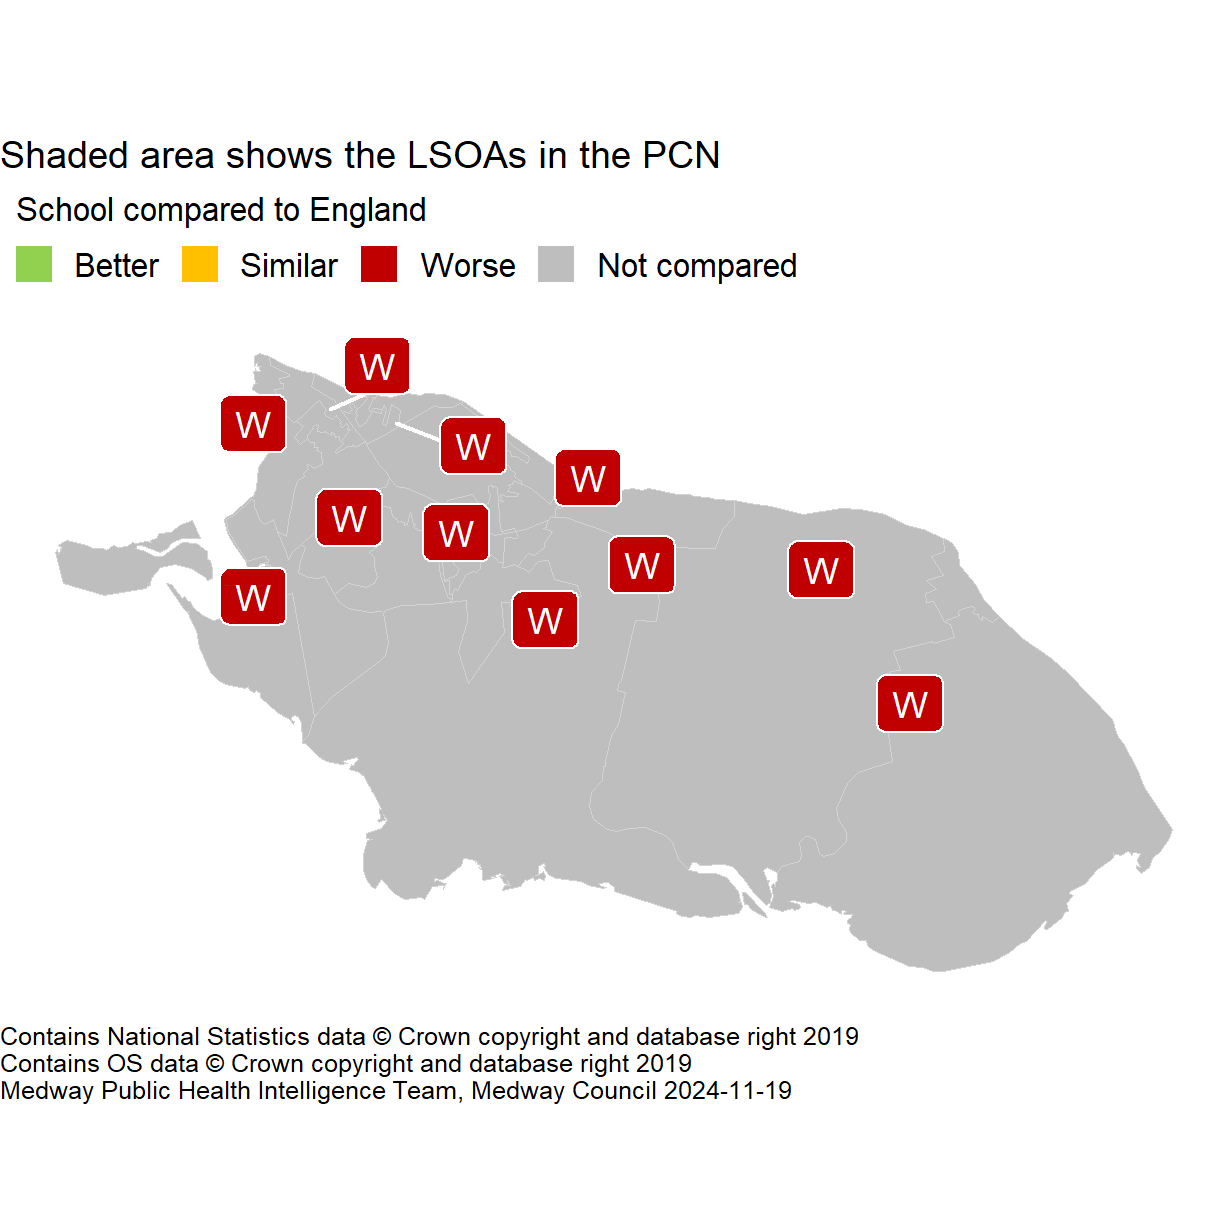 Shaded area shows the LSOAs in the PCN
School compared to England
Better Similar Worse Not compared
W
W
W
W
W
W
W
W
W
W
W
W
Contains National Statistics data © Crown copyright and database right 2019
Contains OS data © Crown copyright and database right 2019
Medway Public Health Intelligence Team, Medway Council 2024-11-19